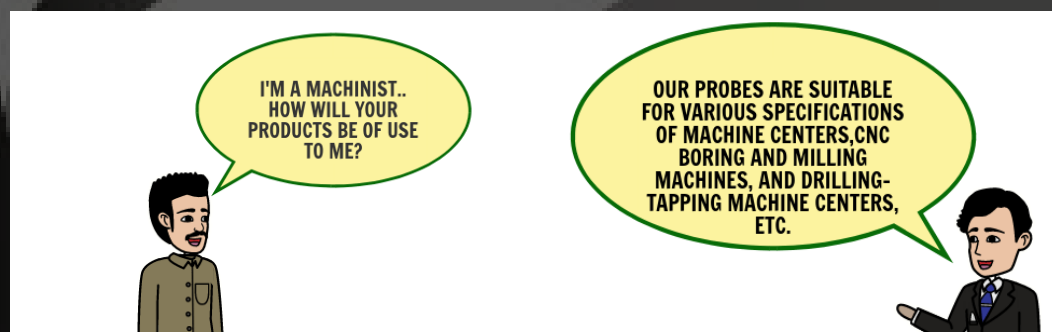 I'M A MACHINIST..
HOW WILL YOUR
PRODUCTS BE OF USE
TO ME?
OUR PROBES ARE SUITABLE
FOR VARIOUS SPECIFICATIONS
OF MACHINE CENTERS,CNC
BORING AND MILLING
MACHINES, AND DRILLING-
TAPPING MACHINE CENTERS,
ETC.